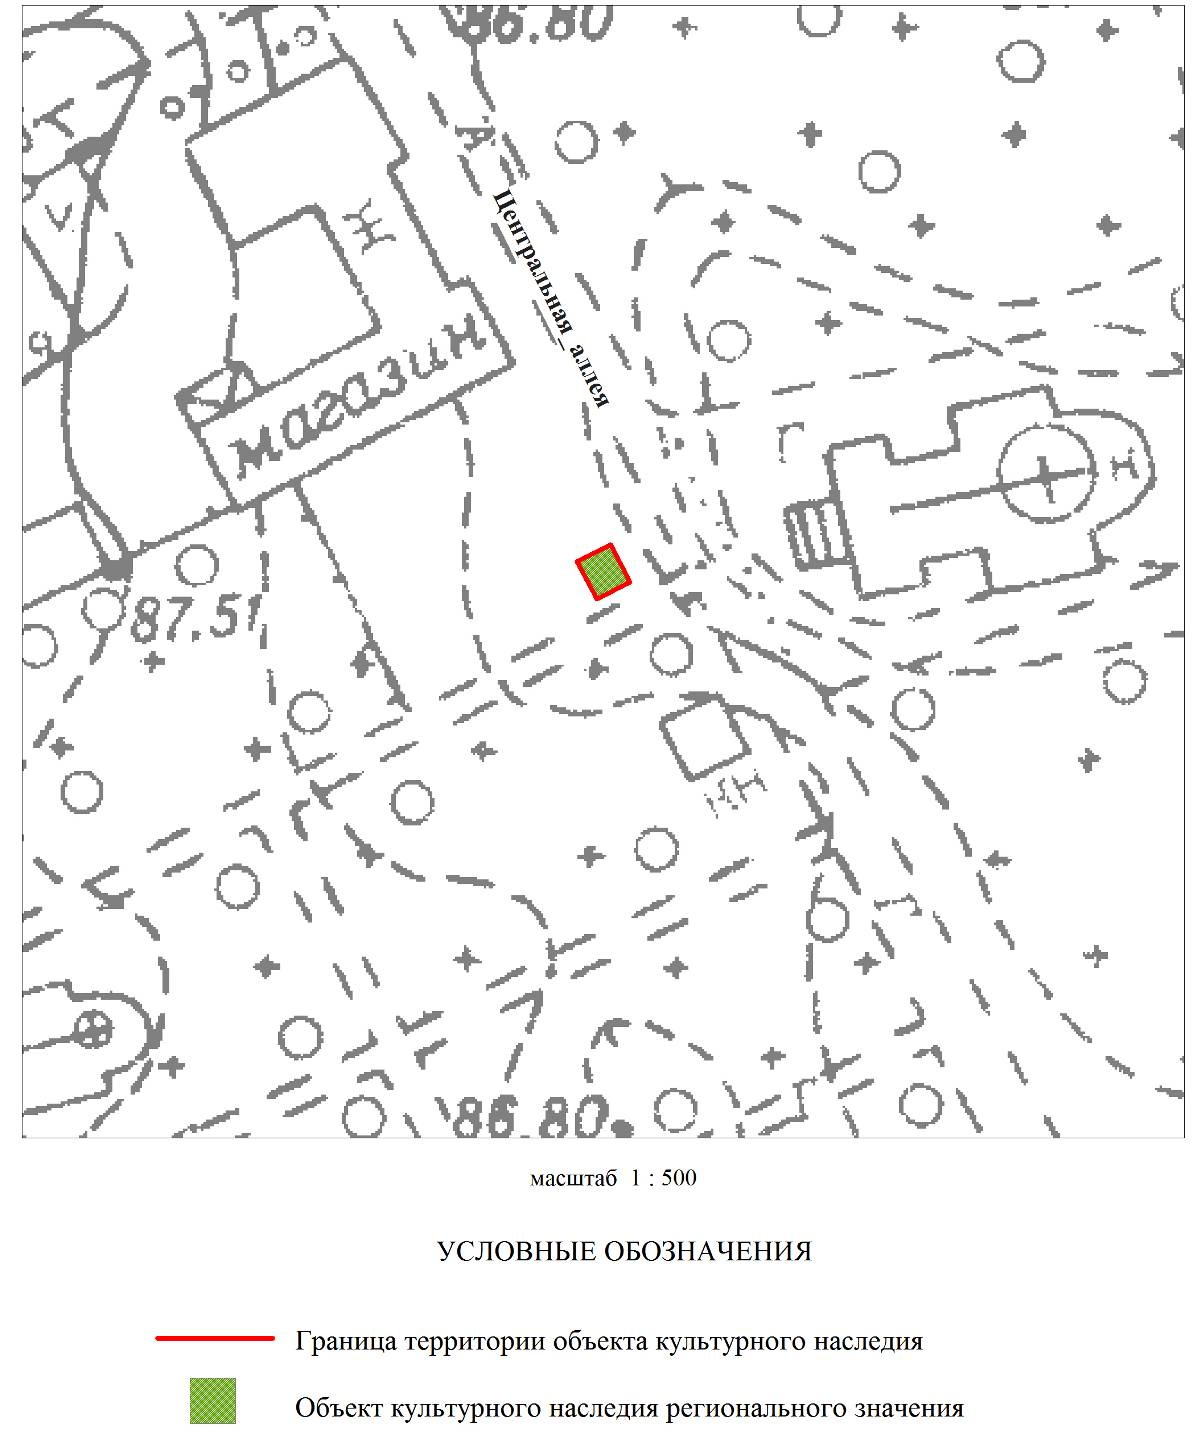 86.80
А
Центральная_аллея
Ж
магазин
Н
87.51
КН
86.80
масштаб 1 : 500
УСЛОВНЫЕ ОБОЗНАЧЕНИЯ
Граница территории объекта культурного наследия
Объект культурного наследия регионального значения